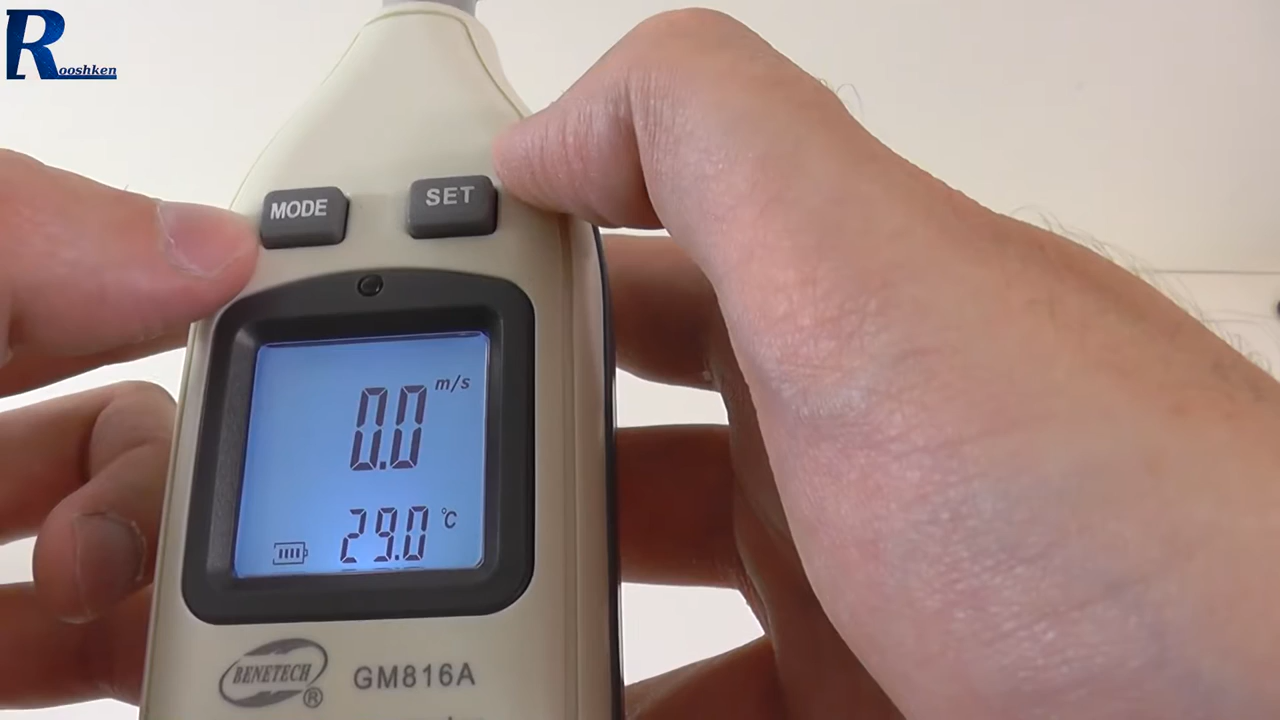 Rooshken
MODE
SET
0.0 m/s
29.0 °C
BENETECH ®
GM816A